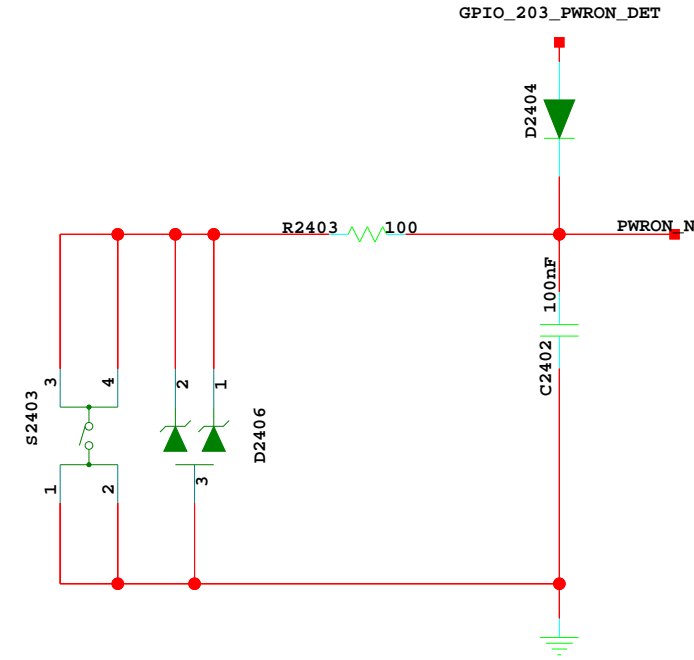 GPIO_203_PWRON_DET
D2404
R2403
100
PWRON_N
100nF
C2402
3
4
2
1
S2403
D2406
1
2
3